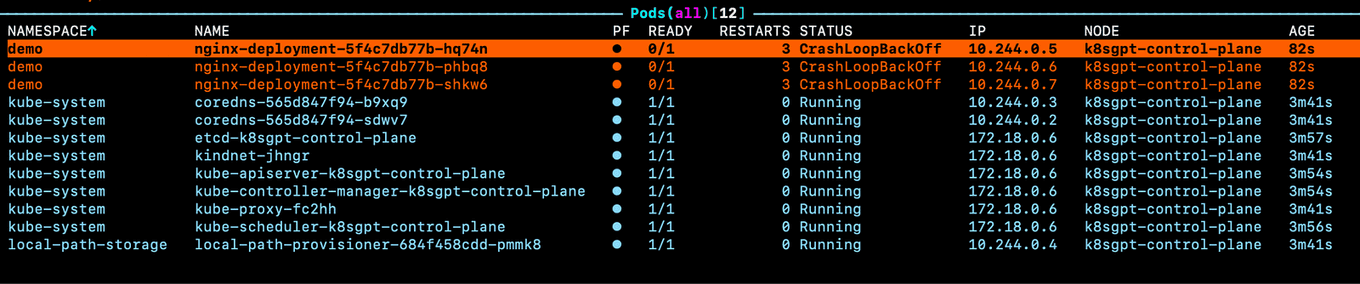 Pods(all)[12]
NAMESPACE↑ NAME PF READY RESTARTS STATUS IP NODE AGE
demo nginx-deployment-5f4c7db77b-hq74n ● 0/1 3 CrashLoopBackOff 10.244.0.5 k8sgpt-control-plane 82s
demo nginx-deployment-5f4c7db77b-phbq8 ● 0/1 3 CrashLoopBackOff 10.244.0.6 k8sgpt-control-plane 82s
demo nginx-deployment-5f4c7db77b-shkw6 ● 0/1 3 CrashLoopBackOff 10.244.0.7 k8sgpt-control-plane 82s
kube-system coredns-565d847f94-b9xq9 ● 1/1 0 Running 10.244.0.3 k8sgpt-control-plane 3m41s
kube-system coredns-565d847f94-sdwv7 ● 1/1 0 Running 10.244.0.2 k8sgpt-control-plane 3m41s
kube-system etcd-k8sgpt-control-plane ● 1/1 0 Running 172.18.0.6 k8sgpt-control-plane 3m57s
kube-system kindnet-jhngr ● 1/1 0 Running 172.18.0.6 k8sgpt-control-plane 3m41s
kube-system kube-apiserver-k8sgpt-control-plane ● 1/1 0 Running 172.18.0.6 k8sgpt-control-plane 3m54s
kube-system kube-controller-manager-k8sgpt-control-plane ● 1/1 0 Running 172.18.0.6 k8sgpt-control-plane 3m54s
kube-system kube-proxy-fc2hh ● 1/1 0 Running 172.18.0.6 k8sgpt-control-plane 3m41s
kube-system kube-scheduler-k8sgpt-control-plane ● 1/1 0 Running 172.18.0.6 k8sgpt-control-plane 3m56s
local-path-storage local-path-provisioner-684f458cdd-pmmk8 ● 1/1 0 Running 10.244.0.4 k8sgpt-control-plane 3m41s